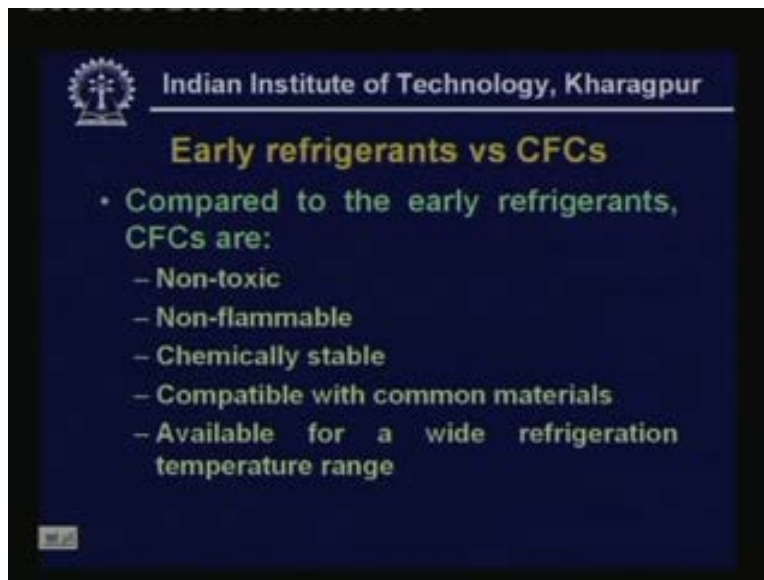 Indian Institute of Technology, Kharagpur
Early refrigerants vs CFCs
• Compared to the early refrigerants,
CFCs are:
– Non-toxic
– Non-flammable
– Chemically stable
– Compatible with common materials
– Available for a wide refrigeration
temperature range